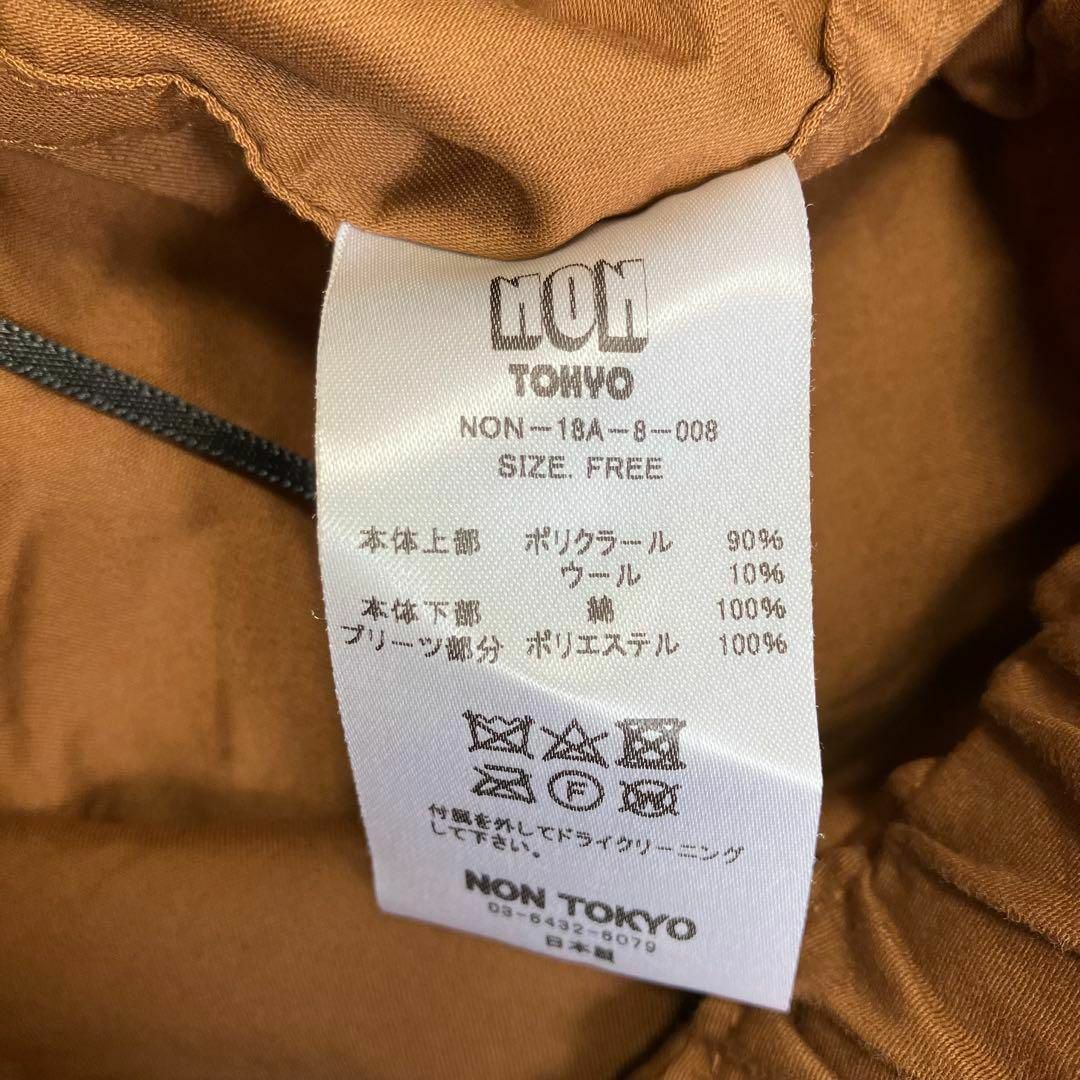 NON
TOKYO
NON-18A-8-008
SIZE. FREE
本体上部 ポリクラール 90%
ウール 10%
本体下部 綿 100%
プリーツ部分 ポリエステル 100%
F W
付属を外してドライクリーニング
して下さい。
NON TOKYO
03-6432-6079
日本製